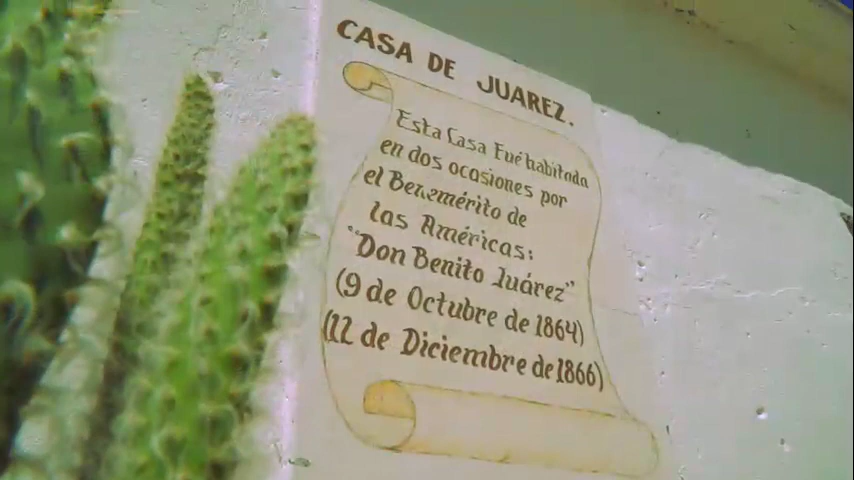 CASA DE JUAREZ.
Esta Casa Fué habitada
en dos ocasiones por
el Benemérito de
las Américas:
"Don Benito Juárez"
(9 de Octubre de 1864)
(12 de Diciembre de 1866)